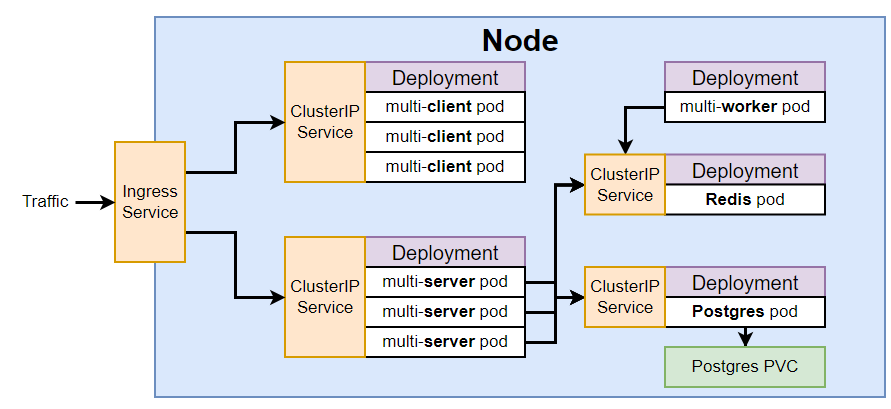 Node
Traffic
Ingress
Service
ClusterIP
Service
Deployment
multi-client pod
multi-client pod
multi-client pod
ClusterIP
Service
Deployment
multi-server pod
multi-server pod
multi-server pod
Deployment
multi-worker pod
ClusterIP
Service
Deployment
Redis pod
ClusterIP
Service
Deployment
Postgres pod
Postgres PVC